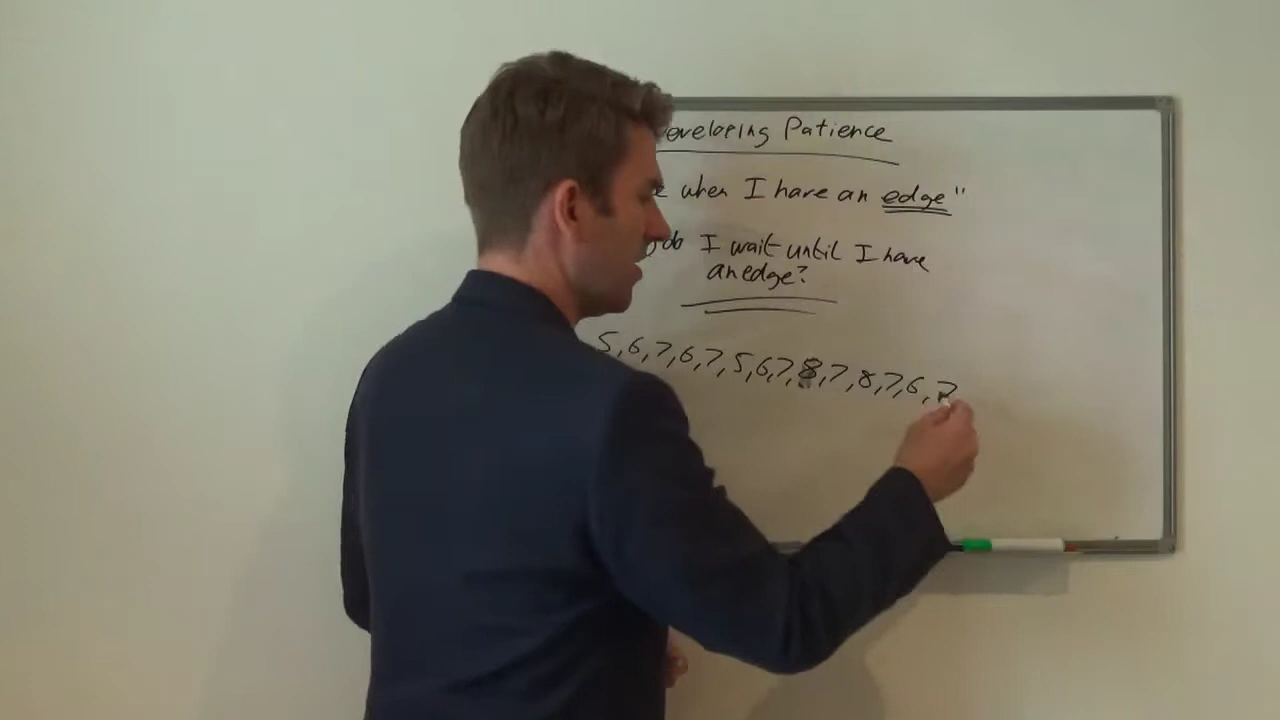 eveloping Patience
when I have an edge"
do I wait until I have
an edge?
5,6,7,6,7,5,6,7,8,7,8,7,6,7